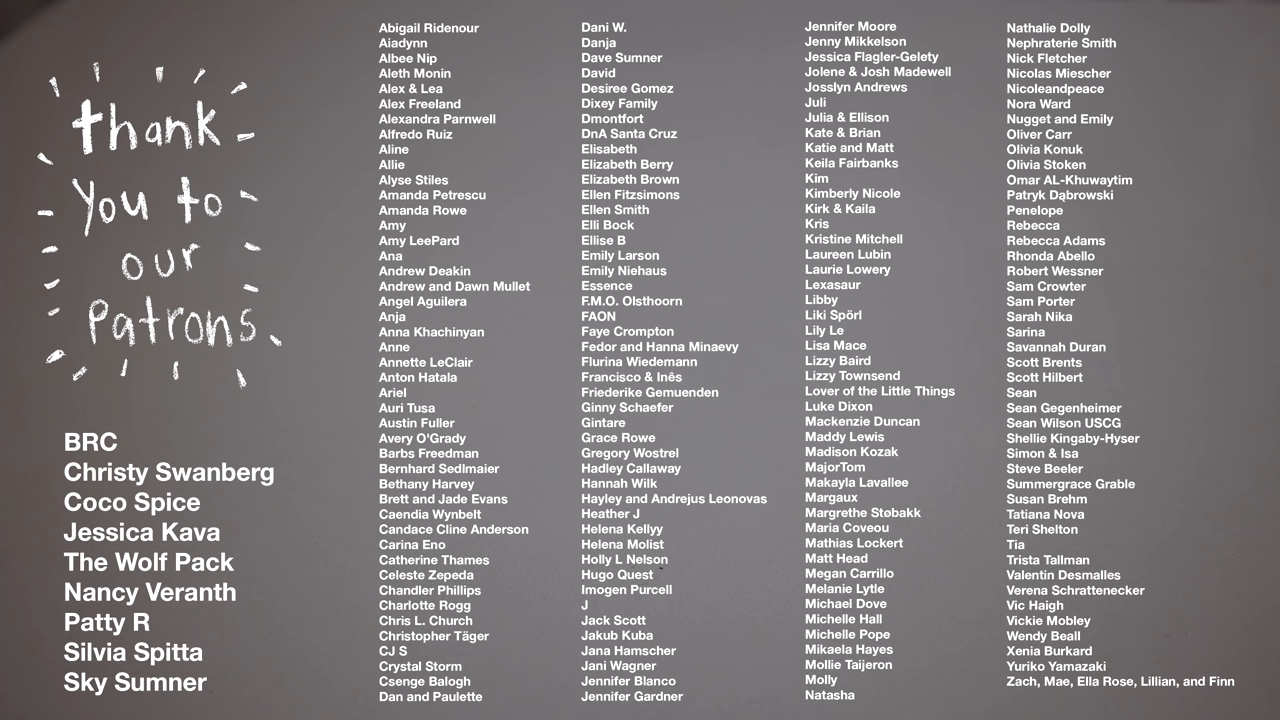 thank
you to
our
patrons
BRC
Christy Swanberg
Coco Spice
Jessica Kava
The Wolf Pack
Nancy Veranth
Patty R
Silvia Spitta
Sky Sumner
Abigail Ridenour
Aiadynn
Albee Nip
Aleth Monin
Alex & Lea
Alex Freeland
Alexandra Parnwell
Alfredo Ruiz
Aline
Allie
Alyse Stiles
Amanda Petrescu
Amanda Rowe
Amy
Amy LeePard
Ana
Andrew Deakin
Andrew and Dawn Mullet
Angel Aguilera
Anja
Anna Khachinyan
Anne
Annette LeClair
Anton Hatala
Ariel
Auri Tusa
Austin Fuller
Avery O'Grady
Barbs Freedman
Bernhard Sedlmaier
Bethany Harvey
Brett and Jade Evans
Caendia Wynbelt
Candace Cline Anderson
Carina Eno
Catherine Thames
Celeste Zepeda
Chandler Phillips
Charlotte Rogg
Chris L. Church
Christopher Täger
CJ S
Crystal Storm
Csenge Balogh
Dan and Paulette
Dani W.
Danja
Dave Sumner
David
Desiree Gomez
Dixey Family
Dmontfort
DnA Santa Cruz
Elisabeth
Elizabeth Berry
Elizabeth Brown
Ellen Fitzsimons
Ellen Smith
Elli Bock
Ellise B
Emily Larson
Emily Niehaus
Essence
F.M.O. Olsthoorn
FAON
Faye Crompton
Fedor and Hanna Minaevy
Flurina Wiedemann
Francisco & Inês
Friederike Gemuenden
Ginny Schaefer
Gintare
Grace Rowe
Gregory Wostrel
Hadley Callaway
Hannah Wilk
Hayley and Andrejus Leonovas
Heather J
Helena Kellyy
Helena Molist
Holly L Nelson
Hugo Quest
Imogen Purcell
J
Jack Scott
Jakub Kuba
Jana Hamscher
Jani Wagner
Jennifer Blanco
Jennifer Gardner
Jennifer Moore
Jenny Mikkelson
Jessica Flagler-Gelety
Jolene & Josh Madewell
Josslyn Andrews
Juli
Julia & Ellison
Kate & Brian
Katie and Matt
Keila Fairbanks
Kim
Kimberly Nicole
Kirk & Kaila
Kris
Kristine Mitchell
Laureen Lubin
Laurie Lowery
Lexasaur
Libby
Liki Spörl
Lily Le
Lisa Mace
Lizzy Baird
Lizzy Townsend
Lover of the Little Things
Luke Dixon
Mackenzie Duncan
Maddy Lewis
Madison Kozak
MajorTom
Makayla Lavallee
Margaux
Margrethe Støbakk
Maria Coveou
Mathias Lockert
Matt Head
Megan Carrillo
Melanie Lytle
Michael Dove
Michelle Hall
Michelle Pope
Mikaela Hayes
Mollie Taijeron
Molly
Natasha
Nathalie Dolly
Nephraterie Smith
Nick Fletcher
Nicolas Miescher
Nicoleandpeace
Nora Ward
Nugget and Emily
Oliver Carr
Olivia Konuk
Olivia Stoken
Omar AL-Khuwaytim
Patryk Dąbrowski
Penelope
Rebecca
Rebecca Adams
Rhonda Abello
Robert Wessner
Sam Crowter
Sam Porter
Sarah Nika
Sarina
Savannah Duran
Scott Brents
Scott Hilbert
Sean
Sean Gegenheimer
Sean Wilson USCG
Shellie Kingaby-Hyser
Simon & Isa
Steve Beeler
Summergrace Grable
Susan Brehm
Tatiana Nova
Teri Shelton
Tia
Trista Tallman
Valentin Desmalles
Verena Schrattenecker
Vic Haigh
Vickie Mobley
Wendy Beall
Xenia Burkard
Yuriko Yamazaki
Zach, Mae, Ella Rose, Lillian, and Finn